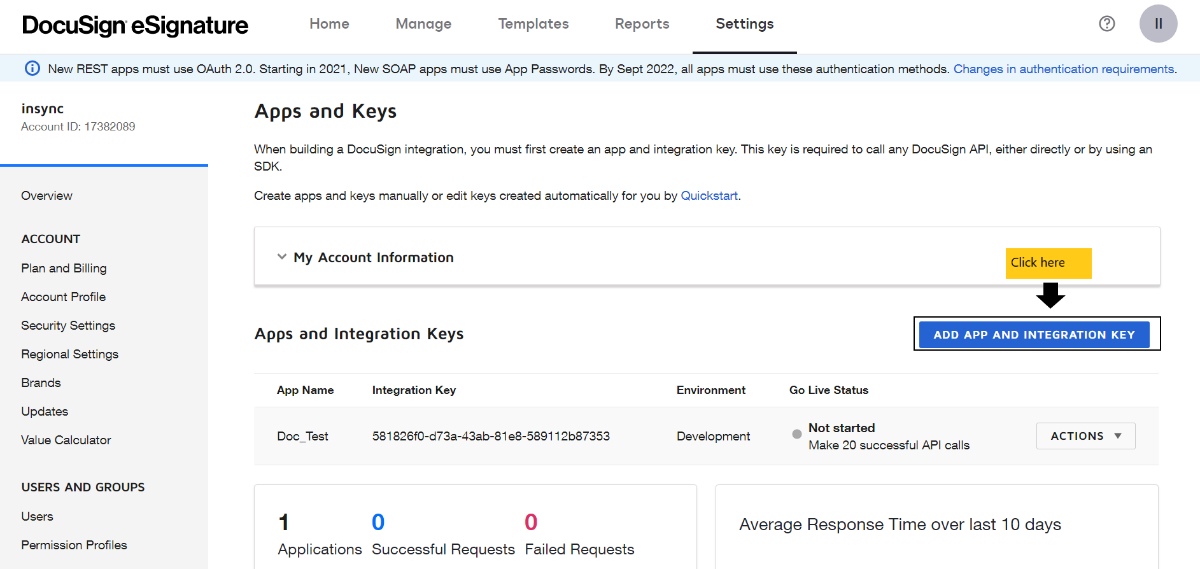 DocuSign eSignature
Home Manage Templates Reports Settings
II
New REST apps must use OAuth 2.0. Starting in 2021, New SOAP apps must use App Passwords. By Sept 2022, all apps must use these authentication methods. Changes in authentication requirements.
insync
Account ID: 17382089
Overview
ACCOUNT
Plan and Billing
Account Profile
Security Settings
Regional Settings
Brands
Updates
Value Calculator
USERS AND GROUPS
Users
Permission Profiles
Apps and Keys
When building a DocuSign integration, you must first create an app and integration key. This key is required to call any DocuSign API, either directly or by using an
SDK.
Create apps and keys manually or edit keys created automatically for you by Quickstart.
My Account Information
Click here
Apps and Integration Keys
ADD APP AND INTEGRATION KEY
App Name Integration Key Environment Go Live Status
Doc_Test 581826f0-d73a-43ab-81e8-589112b87353 Development
Not started
Make 20 successful API calls
ACTIONS
1 0 0
Applications Successful Requests Failed Requests
Average Response Time over last 10 days